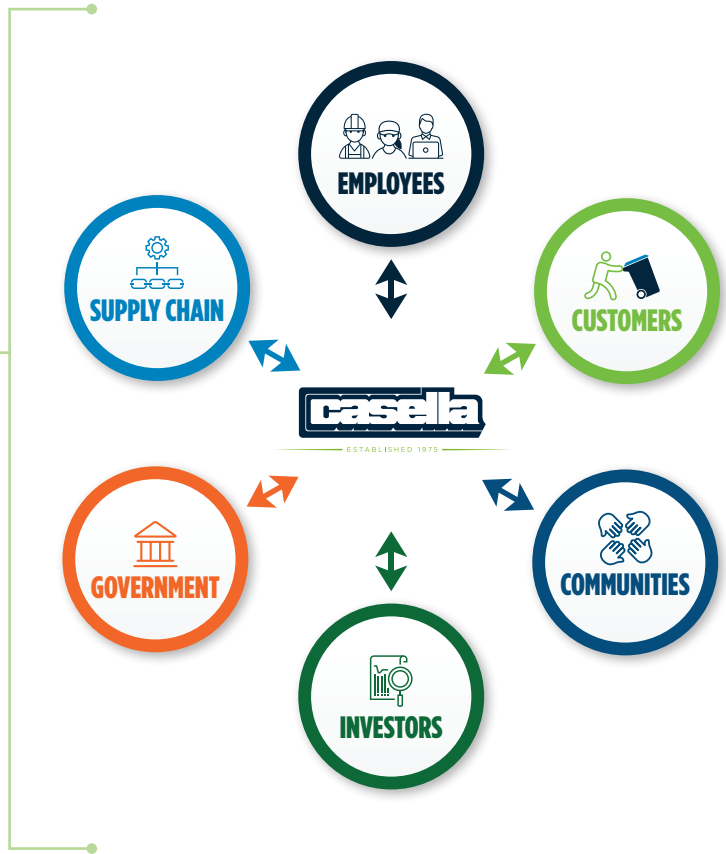 EMPLOYEES
SUPPLY CHAIN
CUSTOMERS
casella
ESTABLISHED 1975
GOVERNMENT
COMMUNITIES
INVESTORS